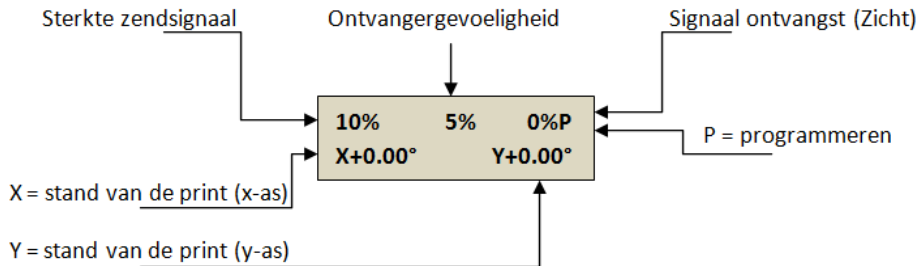 Sterkte zendsignaal
Ontvangergevoeligheid
Signaal ontvangst (Zicht)
10% 5% 0%P
X+0.00° Y+0.00°
P = programmeren
X = stand van de print (x-as)
Y = stand van de print (y-as)